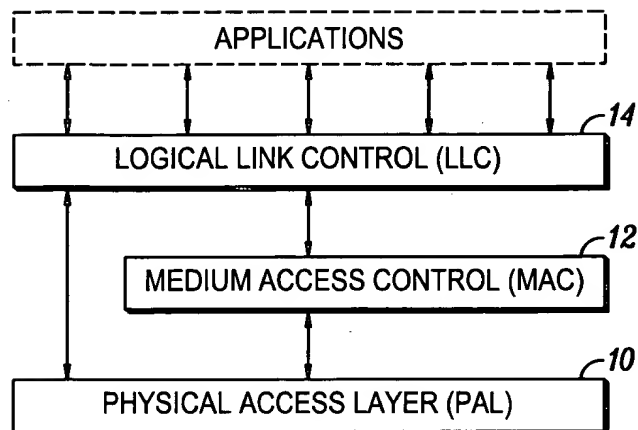 APPLICATIONS
14
LOGICAL LINK CONTROL (LLC)
12
MEDIUM ACCESS CONTROL (MAC)
10
PHYSICAL ACCESS LAYER (PAL)